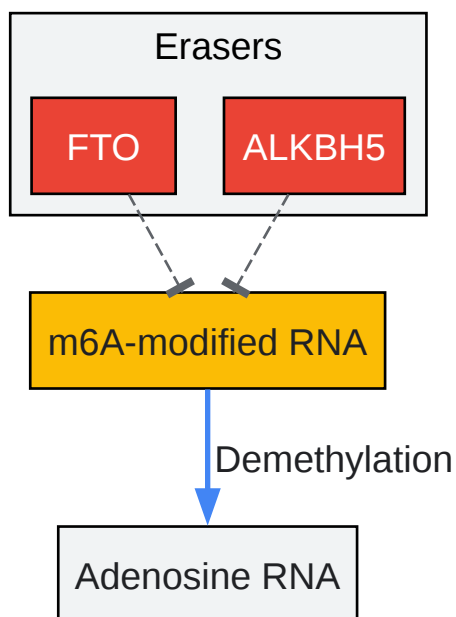 Erasers
FTO
ALKBH5
m6A-modified RNA
Demethylation
Adenosine RNA